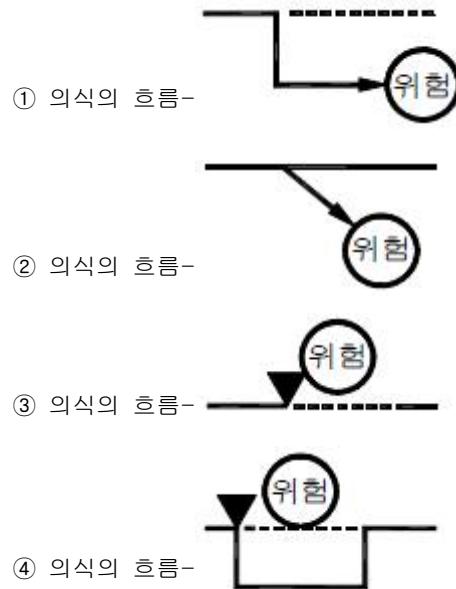 위험
① 의식의 흐름-
위험
② 의식의 흐름-
위험
③ 의식의 흐름-
위험
④ 의식의 흐름-